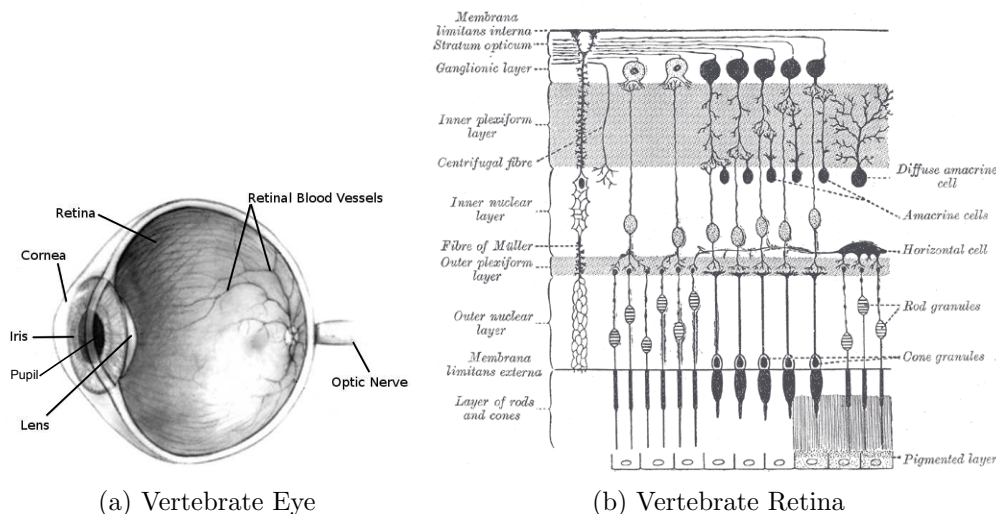 Retinal Blood Vessels
Retina
Cornea
Iris
Pupil
Lens
Optic Nerve
(a) Vertebrate Eye
Membrana
limitans interna
Stratum opticum
Ganglionic layer
Inner plexiform
layer
Centrifugal fibre
Inner nuclear
layer
Fibre of Müller
Outer plexiform
layer
Outer nuclear
layer
Membrana
limitans externa
Layer of rods
and cones
Diffuse amacrine
cell
Amacrine cells
Horizontal cell
Rod granules
Cone granules
Pigmented layer
(b) Vertebrate Retina